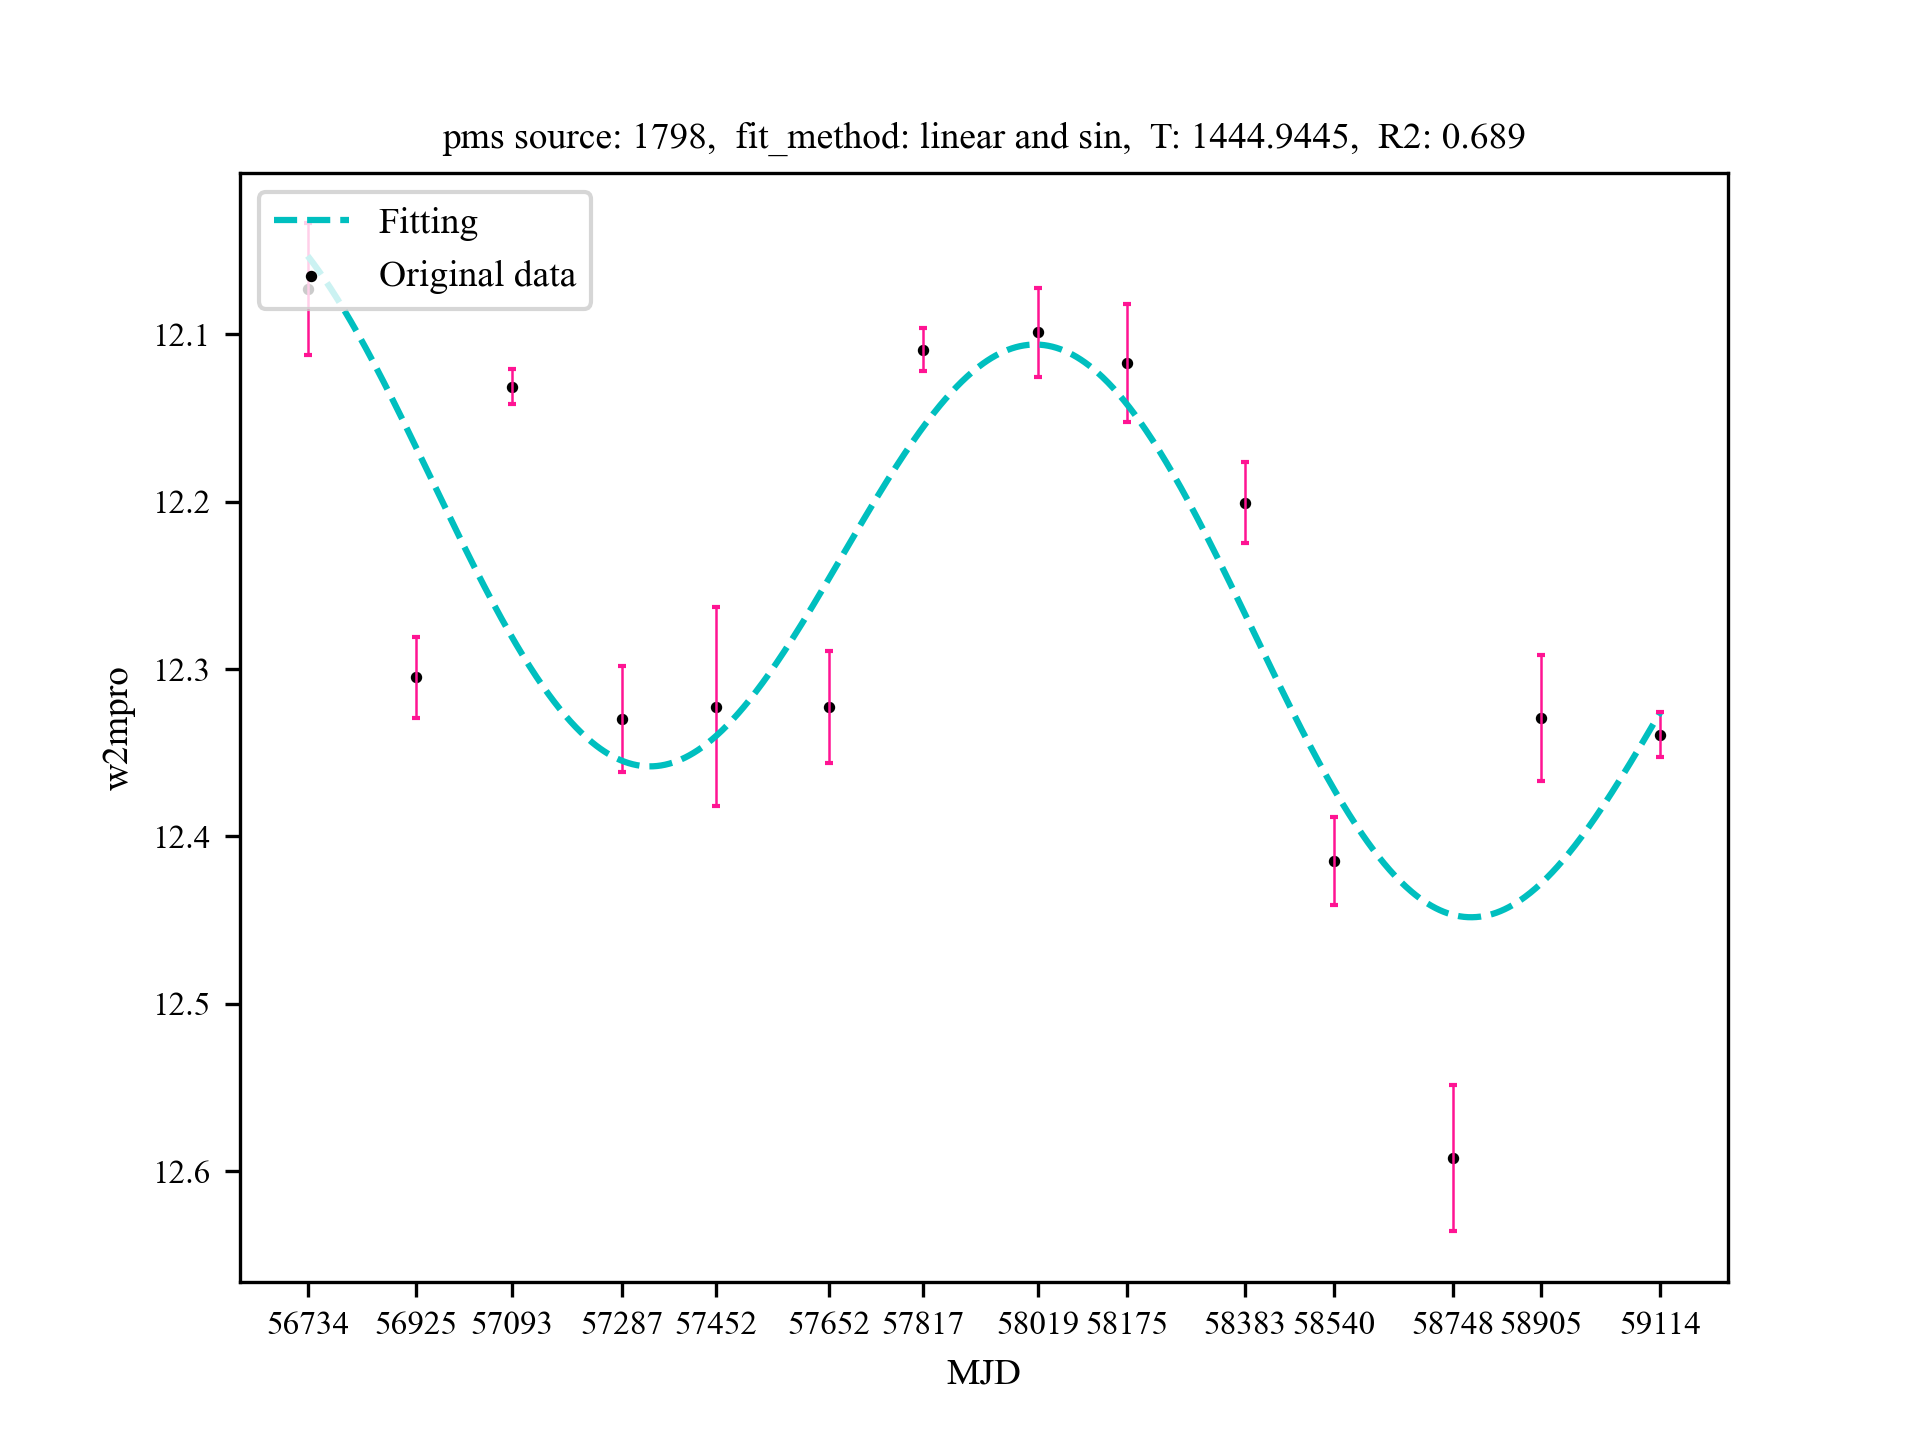 pms source: 1798,  fit_method: linear and sin,  T: 1444.9445,  R2: 0.689
Fitting
Original data
12.1
12.2
12.3
12.4
12.5
12.6
w2mpro
56734 56925 57093 57287 57452 57652 57817 58019 58175 58383 58540 58748 58905 59114
MJD